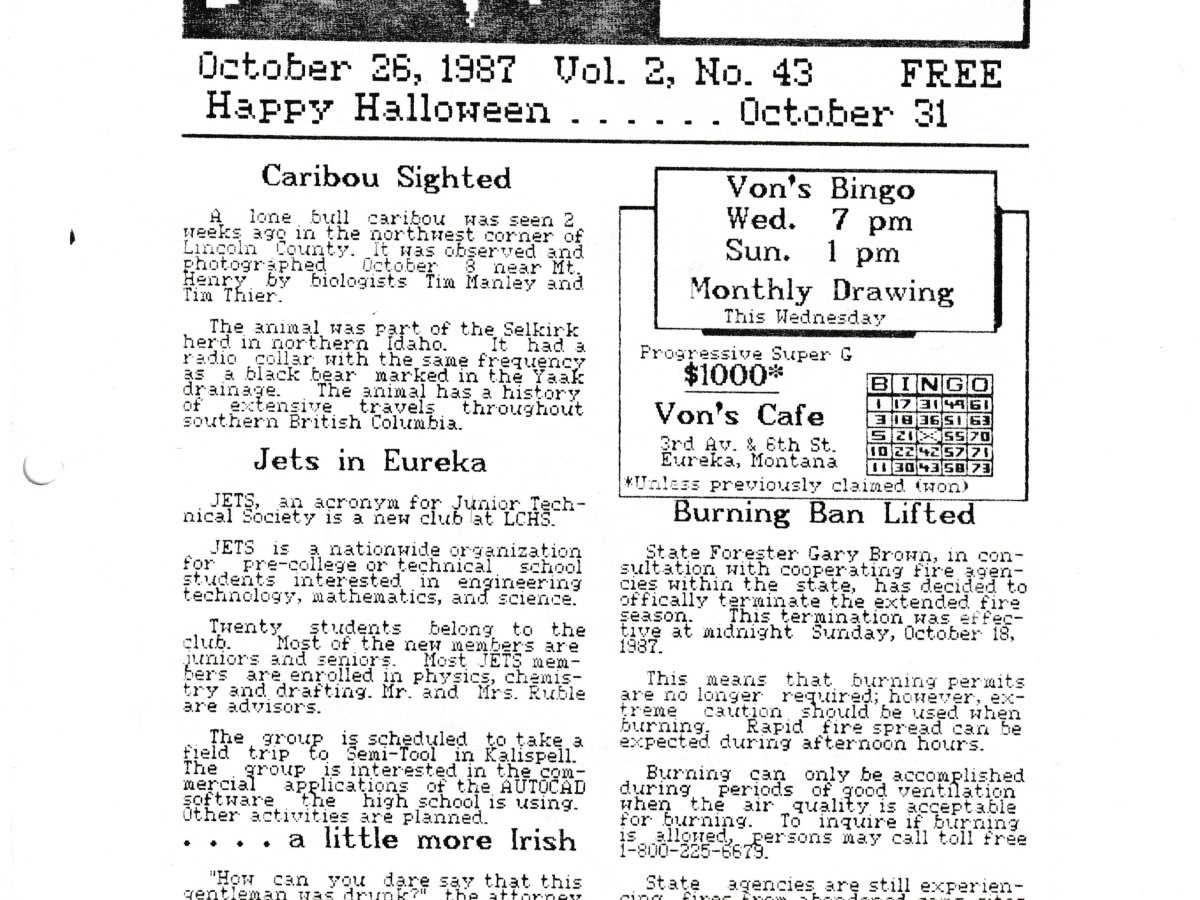 October 26, 1987 Vol. 2, No. 43 FREE
Happy Halloween . . . . . . October 31
Caribou Sighted
A lone bull caribou was seen 2
weeks ago in the northwest corner of
Lincoln County. It was observed and
photographed October 8 near Mt.
Henry by biologists Tim Manley and
Tim Thier.
The animal was part of the Selkirk
herd in northern Idaho. It had a
radio collar with the same frequency
as a black bear marked in the Yaak
drainage. The animal has a history
of extensive travels throughout
southern British Columbia.
Jets in Eureka
JETS, an acronym for Junior Tech-
nical Society is a new club at LCHS.
JETS is a nationwide organization
for pre-college or technical school
students interested in engineering
technology, mathematics, and science.
Twenty students belong to the
club. Most of the new members are
juniors and seniors. Most JETS mem-
bers are enrolled in physics, chemis-
try and drafting. Mr. and Mrs. Ruble
are advisors.
The group is scheduled to take a
field trip to Semi-Tool in Kalispell.
The group is interested in the com-
mercial applications of the AUTOCAD
software the high school is using.
Other activities are planned.
. . . . a little more Irish
"How can you dare say that this
gentleman was drunk?" the attorney
Von's Bingo
Wed. 7 pm
Sun. 1 pm
Monthly Drawing
This Wednesday
Progressive Super G
$1000*
Von's Cafe
3rd Av. & 6th St.
Eureka, Montana
B I N G O
1 17 31 49 61
3 18 36 51 63
5 21 55 70
10 22 42 57 71
11 30 43 58 73
*Unless previously claimed (won)
Burning Ban Lifted
State Forester Gary Brown, in con-
sultation with cooperating fire agen-
cies within the state, has decided to
offically terminate the extended fire
season. This termination was effec-
tive at midnight Sunday, October 18,
1987.
This means that burning permits
are no longer required; however, ex-
treme caution should be used when
burning. Rapid fire spread can be
expected during afternoon hours.
Burning can only be accomplished
during periods of good ventilation
when the air quality is acceptable
for burning. To inquire if burning
is allowed, persons may call toll free
1-800-225-6679.
State agencies are still experien-
cing fires from abandoned camp sites